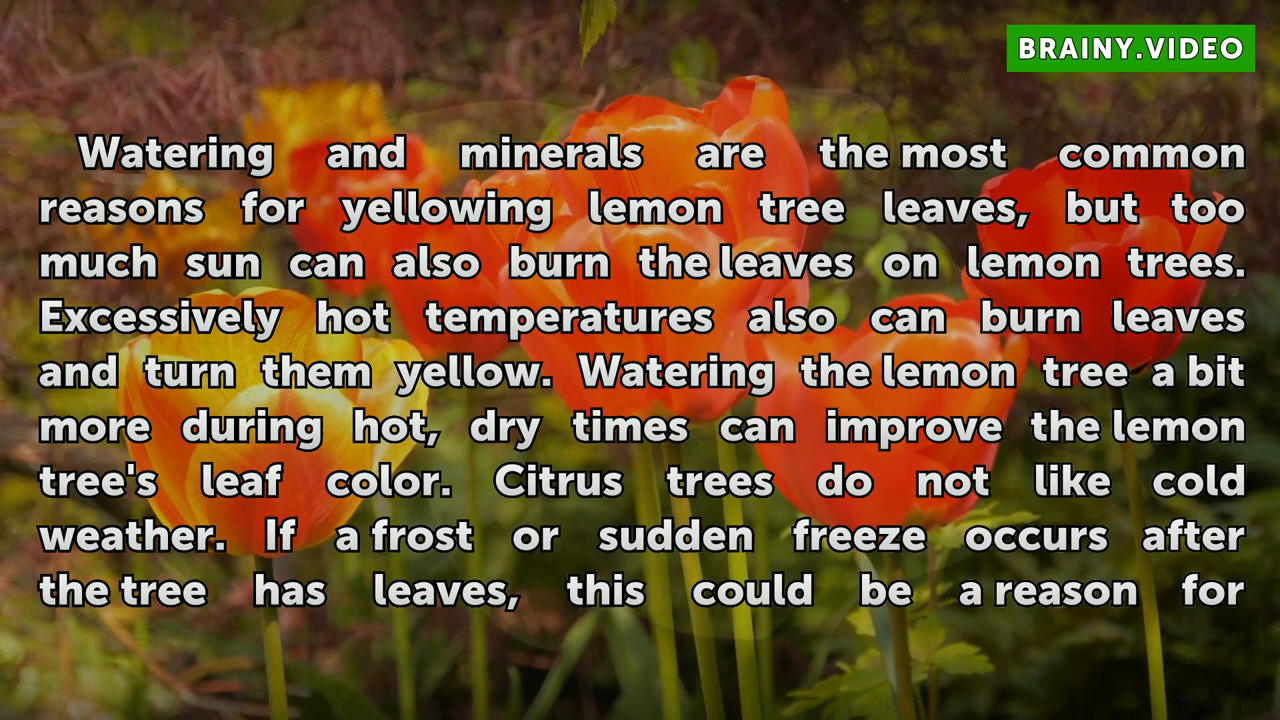 BRAINY.VIDEO
Watering and minerals are the most common
reasons for yellowing lemon tree leaves, but too
much sun can also burn the leaves on lemon trees.
Excessively hot temperatures also can burn leaves
and turn them yellow. Watering the lemon tree a bit
more during hot, dry times can improve the lemon
tree's leaf color. Citrus trees do not like cold
weather. If a frost or sudden freeze occurs after
the tree has leaves, this could be a reason for